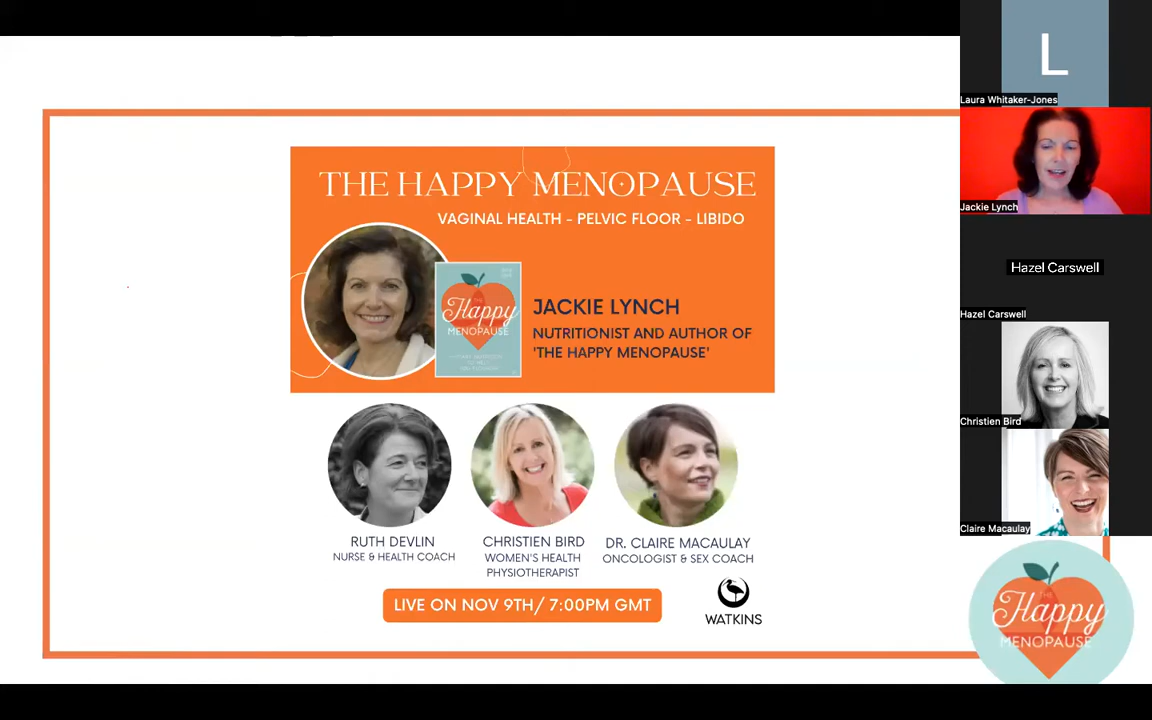 THE HAPPY MENOPAUSE
VAGINAL HEALTH - PELVIC FLOOR - LIBIDO
THE
Happy
MENOPAUSE
JACKIE LYNCH
NUTRITIONIST AND AUTHOR OF
'THE HAPPY MENOPAUSE'
RUTH DEVLIN
NURSE & HEALTH COACH
CHRISTIEN BIRD
WOMEN'S HEALTH
PHYSIOTHERAPIST
DR. CLAIRE MACAULAY
ONCOLOGIST & SEX COACH
LIVE ON NOV 9TH/ 7:00PM GMT
WATKINS
L
Laura Whitaker-Jones
Jackie Lynch
Hazel Carswell
Hazel Carswell
Christien Bird
Claire Macaulay
THE
Happy
MENOPAUSE